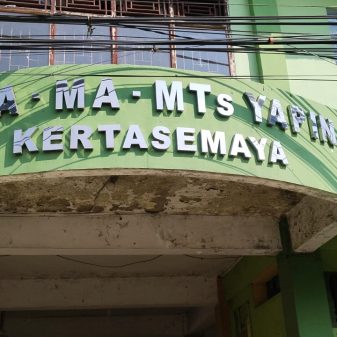 A - MA - MTs YAPIN
KERTASEMAYA